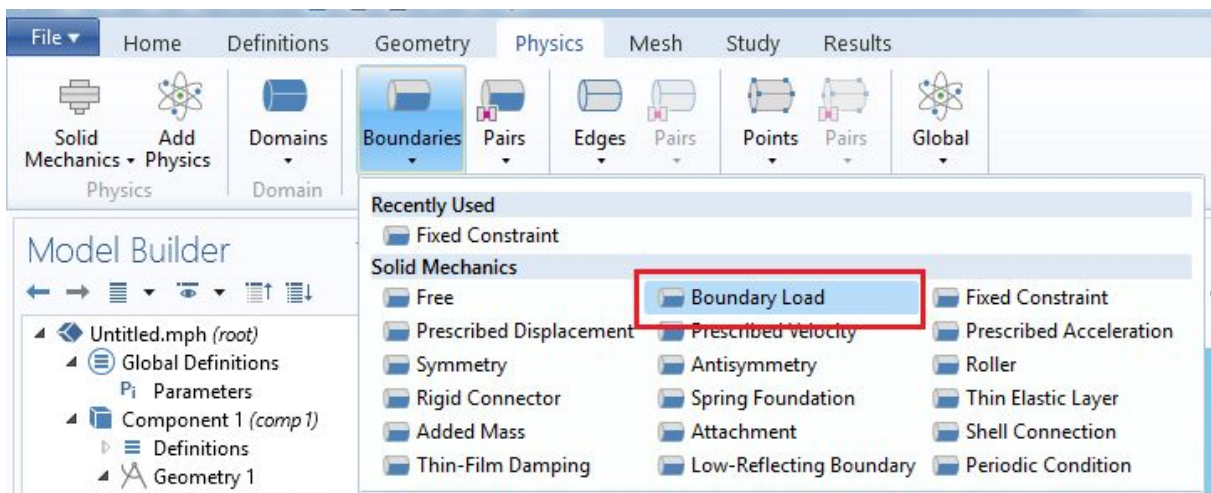 File Home Definitions Geometry Physics Mesh Study Results
Solid Mechanics
Add Physics
Domains
Boundaries
Pairs
Edges
Pairs
Points
Pairs
Global
Physics
Domain
Model Builder
Untitled.mph (root)
Global Definitions
Pi Parameters
Component 1 (comp1)
Definitions
Geometry 1
Recently Used
Fixed Constraint
Solid Mechanics
Free Boundary Load Fixed Constraint
Prescribed Displacement Prescribed Velocity Prescribed Acceleration
Symmetry Antisymmetry Roller
Rigid Connector Spring Foundation Thin Elastic Layer
Added Mass Attachment Shell Connection
Thin-Film Damping Low-Reflecting Boundary Periodic Condition